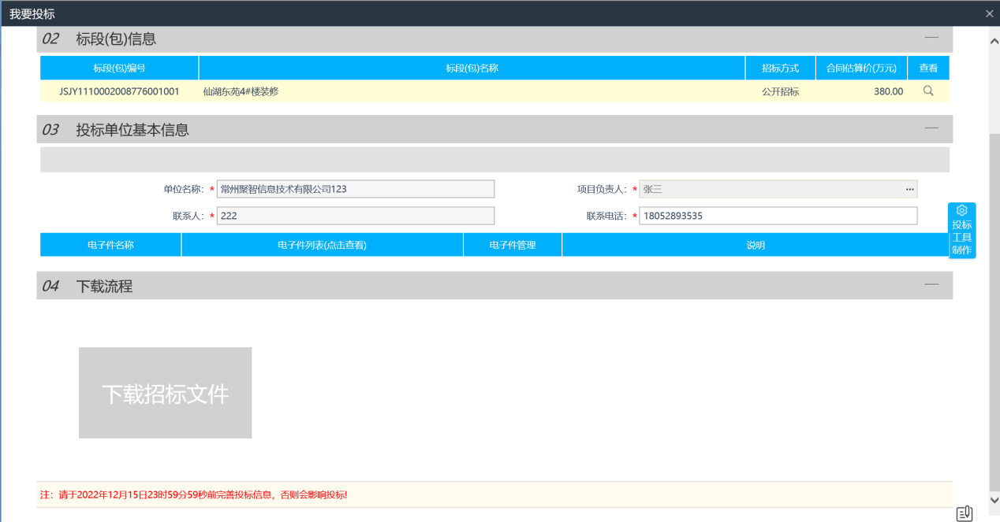 我要投标
02 标段(包)信息
标段(包)编号 标段(包)名称 招标方式 合同估算价(万元) 查看
JSJY1110002008776001001 仙湖东苑4#楼装修 公开招标 380.00
03 投标单位基本信息
单位名称: * 常州聚智信息技术有限公司123 项目负责人: * 张三 ...
联系人: * 222 联系电话: * 18052893535
投标
工具
制作
电子件名称 电子件列表(点击查看) 电子件管理 说明
04 下载流程
下载招标文件
注: 请于2022年12月15日23时59分59秒前完善投标信息, 否则会影响投标!